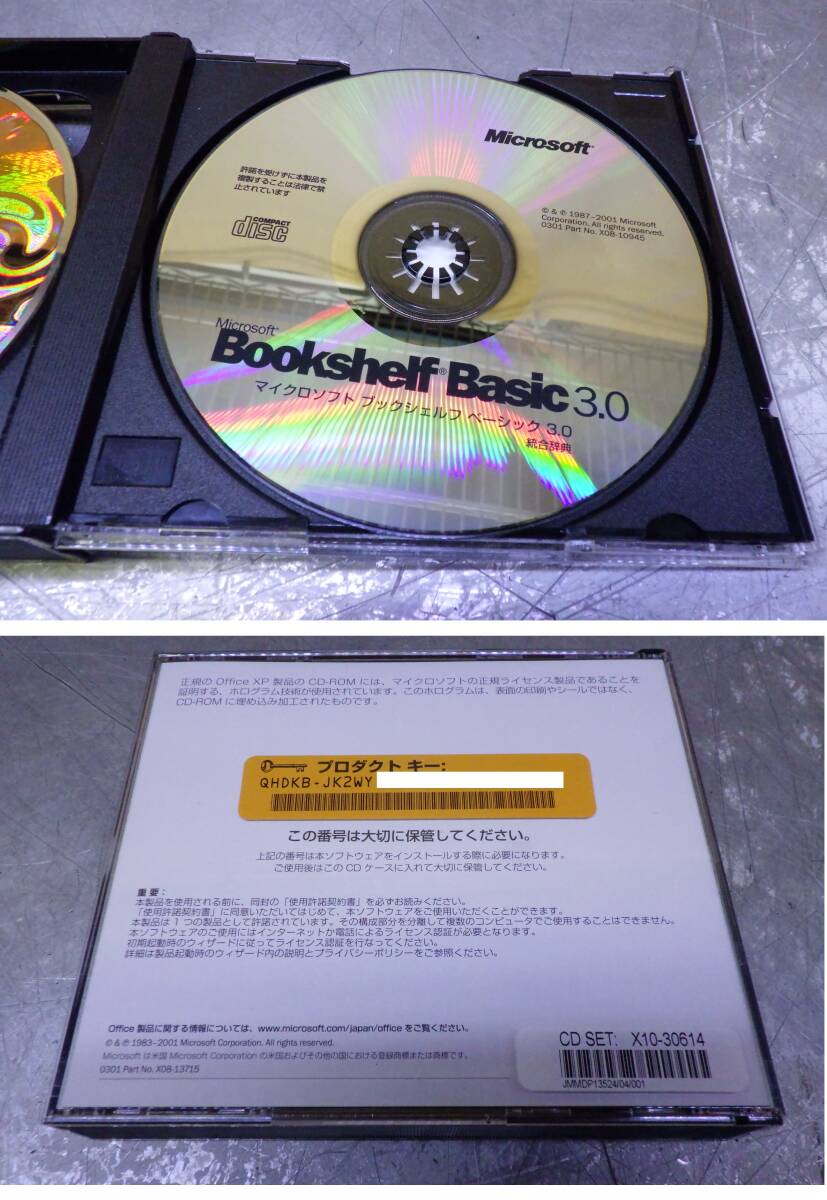 Microsoft
許諾を受けずに本製品を
複製することは法律で禁
止されています
COMPACT
disc
© & ℗ 1987-2001 Microsoft
Corporation. All rights reserved.
0301 Part No. X08-10945
Microsoft®
Bookshelf® Basic 3.0
マイクロソフト ブックシェルフ ベーシック 3.0
統合辞典
正規の Office XP 製品の CD-ROM には、マイクロソフトの正規ライセンス製品であることを
証明する、ホログラム技術が使用されています。このホログラムは、表面の印刷やシールではなく、
CD-ROM に埋め込み加工されたものです。
プロダクト キー:
QHDKB-JK2WY
この番号は大切に保管してください。
上記の番号は本ソフトウェアをインストールする際に必要になります。
ご使用後はこの CD ケースに入れて大切に保管してください。
重要:
本製品を使用される前に、同封の「使用許諾契約書」を必ずお読みください。
「使用許諾契約書」に同意いただいてはじめて、本ソフトウェアをご使用いただくことができます。
本製品は 1 つの製品として許諾されています。その構成部分を分離して複数のコンピュータでご使用することはできません。
本ソフトウェアのご使用にはインターネットか電話によるライセンス認証が必要となります。
初期起動時のウィザードに従ってライセンス認証を行なってください。
詳細は製品起動時のウィザード内の説明とプライバシーポリシーをご参照ください。
Office 製品に関する情報については、www.microsoft.com/japan/office をご覧ください。
© & ℗ 1983-2001 Microsoft Corporation. All rights reserved.
Microsoft は米国 Microsoft Corporation の米国およびその他の国における登録商標または商標です。
0301 Part No. X08-13715
CD SET: X10-30614
JMMDP13524/04/001